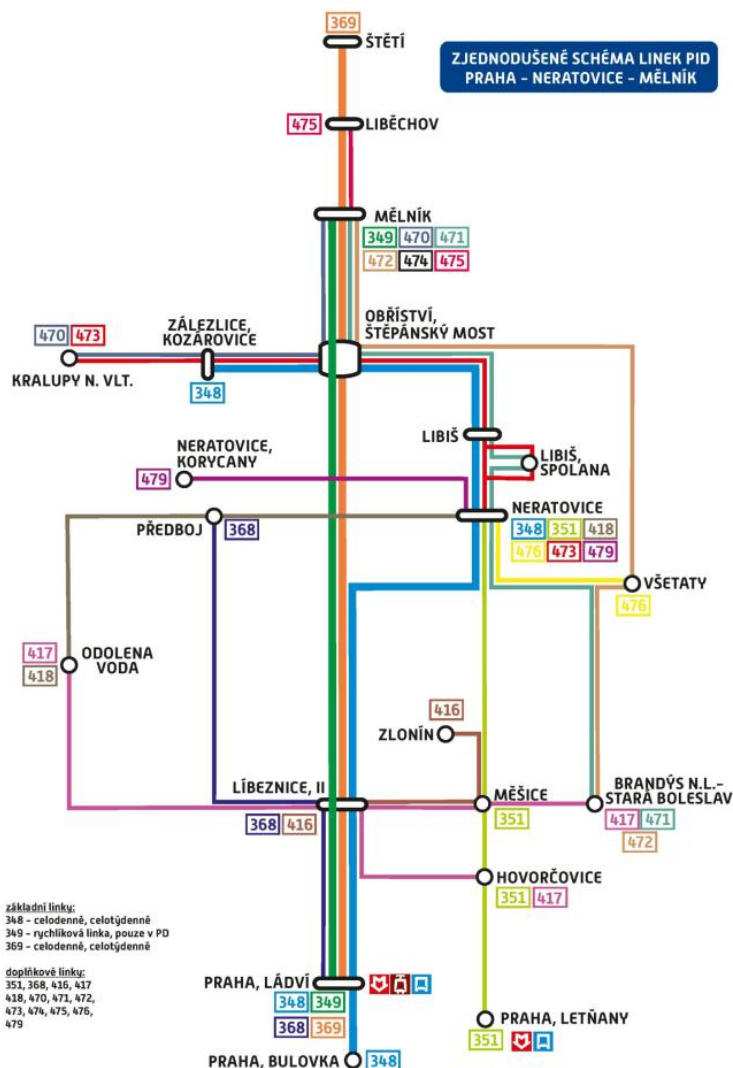 369
ŠTĚTÍ
ZJEDNODUŠENÉ SCHÉMA LINEK PID
PRAHA – NERATOVICE – MĚLNÍK
475
LIBĚCHOV
MĚLNÍK
349 470 471
472 474 475
OBŘÍSTVÍ,
ŠTĚPÁNSKÝ MOST
ZÁLEZLICE,
KOZÁROVICE
348
470 473
KRALUPY N. VLT.
LIBIŠ
LIBIŠ,
SPOLANA
NERATOVICE,
KORYCANY
479
NERATOVICE
348 351 418
476 473 479
PŘEDBOJ
368
VŠETATY
476
417
418
ODOLENA
VODA
416
ZLONÍN
LÍBEZNICE, II
368 416
MĚŠICE
351
BRANDÝS N.L.–
STARÁ BOLESLAV
417 471
472
HOVORČOVICE
351 417
základní linky:
348 – celodenně, celotýdenně
349 – rychlíková linka, pouze v PD
369 – celodenně, celotýdenně
doplňkové linky:
351, 368, 416, 417
418, 470, 471, 472,
473, 474, 475, 476,
479
PRAHA, LÁDVÍ
348 349
368 369
PRAHA, LETŇANY
351
PRAHA, BULOVKA
348